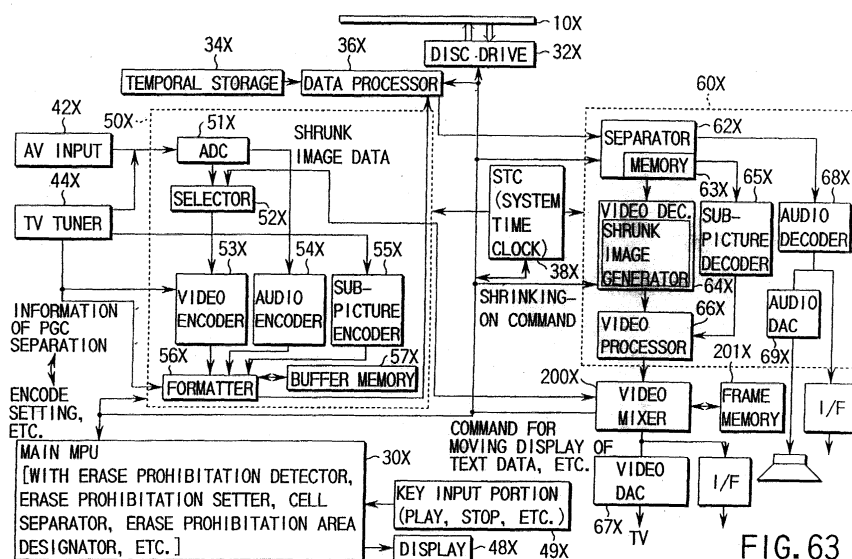 10X
34X
36X
DISC DRIVE
32X
TEMPORAL STORAGE
DATA PROCESSOR
60X
42X
50X
51X
AV INPUT
ADC
SHRUNK
IMAGE DATA
SEPARATOR
62X
MEMORY
44X
SELECTOR
52X
STC
(SYSTEM
TIME
CLOCK)
38X
63X
65X
68X
TV TUNER
VIDEO DEC.
SHRUNK
IMAGE
GENERATOR
64X
SUB-
PICTURE
DECODER
AUDIO
DECODER
53X
54X
55X
VIDEO
ENCODER
AUDIO
ENCODER
SUB-
PICTURE
ENCODER
SHRINKING-
ON COMMAND
INFORMATION
OF PGC
SEPARATION
VIDEO
PROCESSOR
66X
AUDIO
DAC
69X
56X
57X
FORMATTER
BUFFER MEMORY
200X
201X
ENCODE
SETTING,
ETC.
VIDEO
MIXER
FRAME
MEMORY
I/F
COMMAND FOR
MOVING DISPLAY OF
TEXT DATA, ETC.
MAIN MPU
30X
[WITH ERASE PROHIBITION DETECTOR,
ERASE PROHIBITION SETTER, CELL
SEPARATOR, ERASE PROHIBITION AREA
DESIGNATOR, ETC.]
KEY INPUT PORTION
(PLAY, STOP, ETC.)
49X
VIDEO
DAC
67X
I/F
DISPLAY
48X
TV
FIG. 63